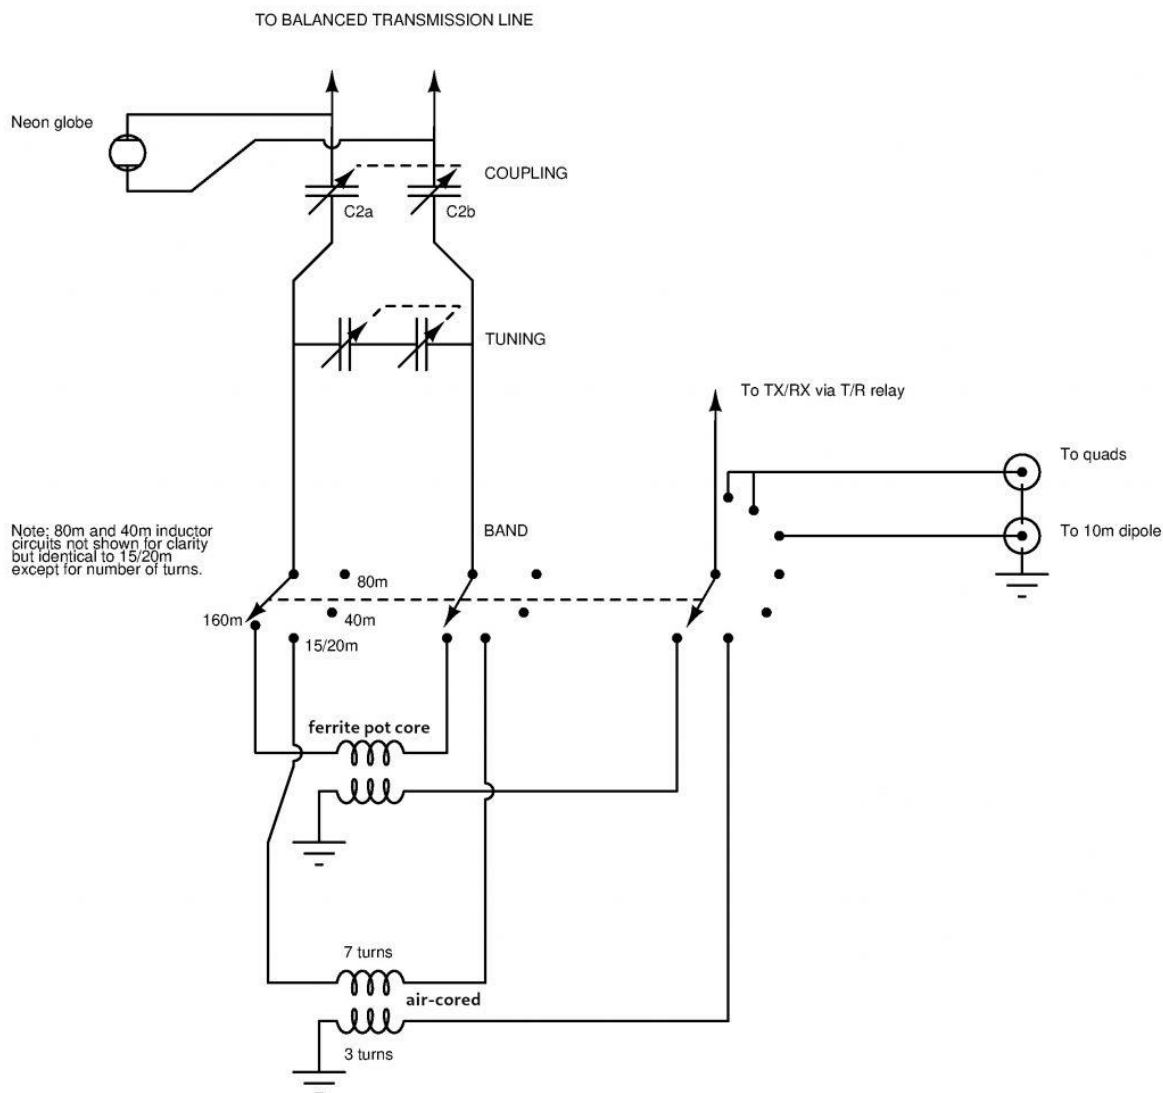 TO BALANCED TRANSMISSION LINE
Neon globe
COUPLING
C2a
C2b
TUNING
To TX/RX via T/R relay
To quads
Note: 80m and 40m inductor
circuits not shown for clarity
but identical to 15/20m
except for number of turns.
BAND
To 10m dipole
80m
160m
40m
15/20m
ferrite pot core
7 turns
air-cored
3 turns